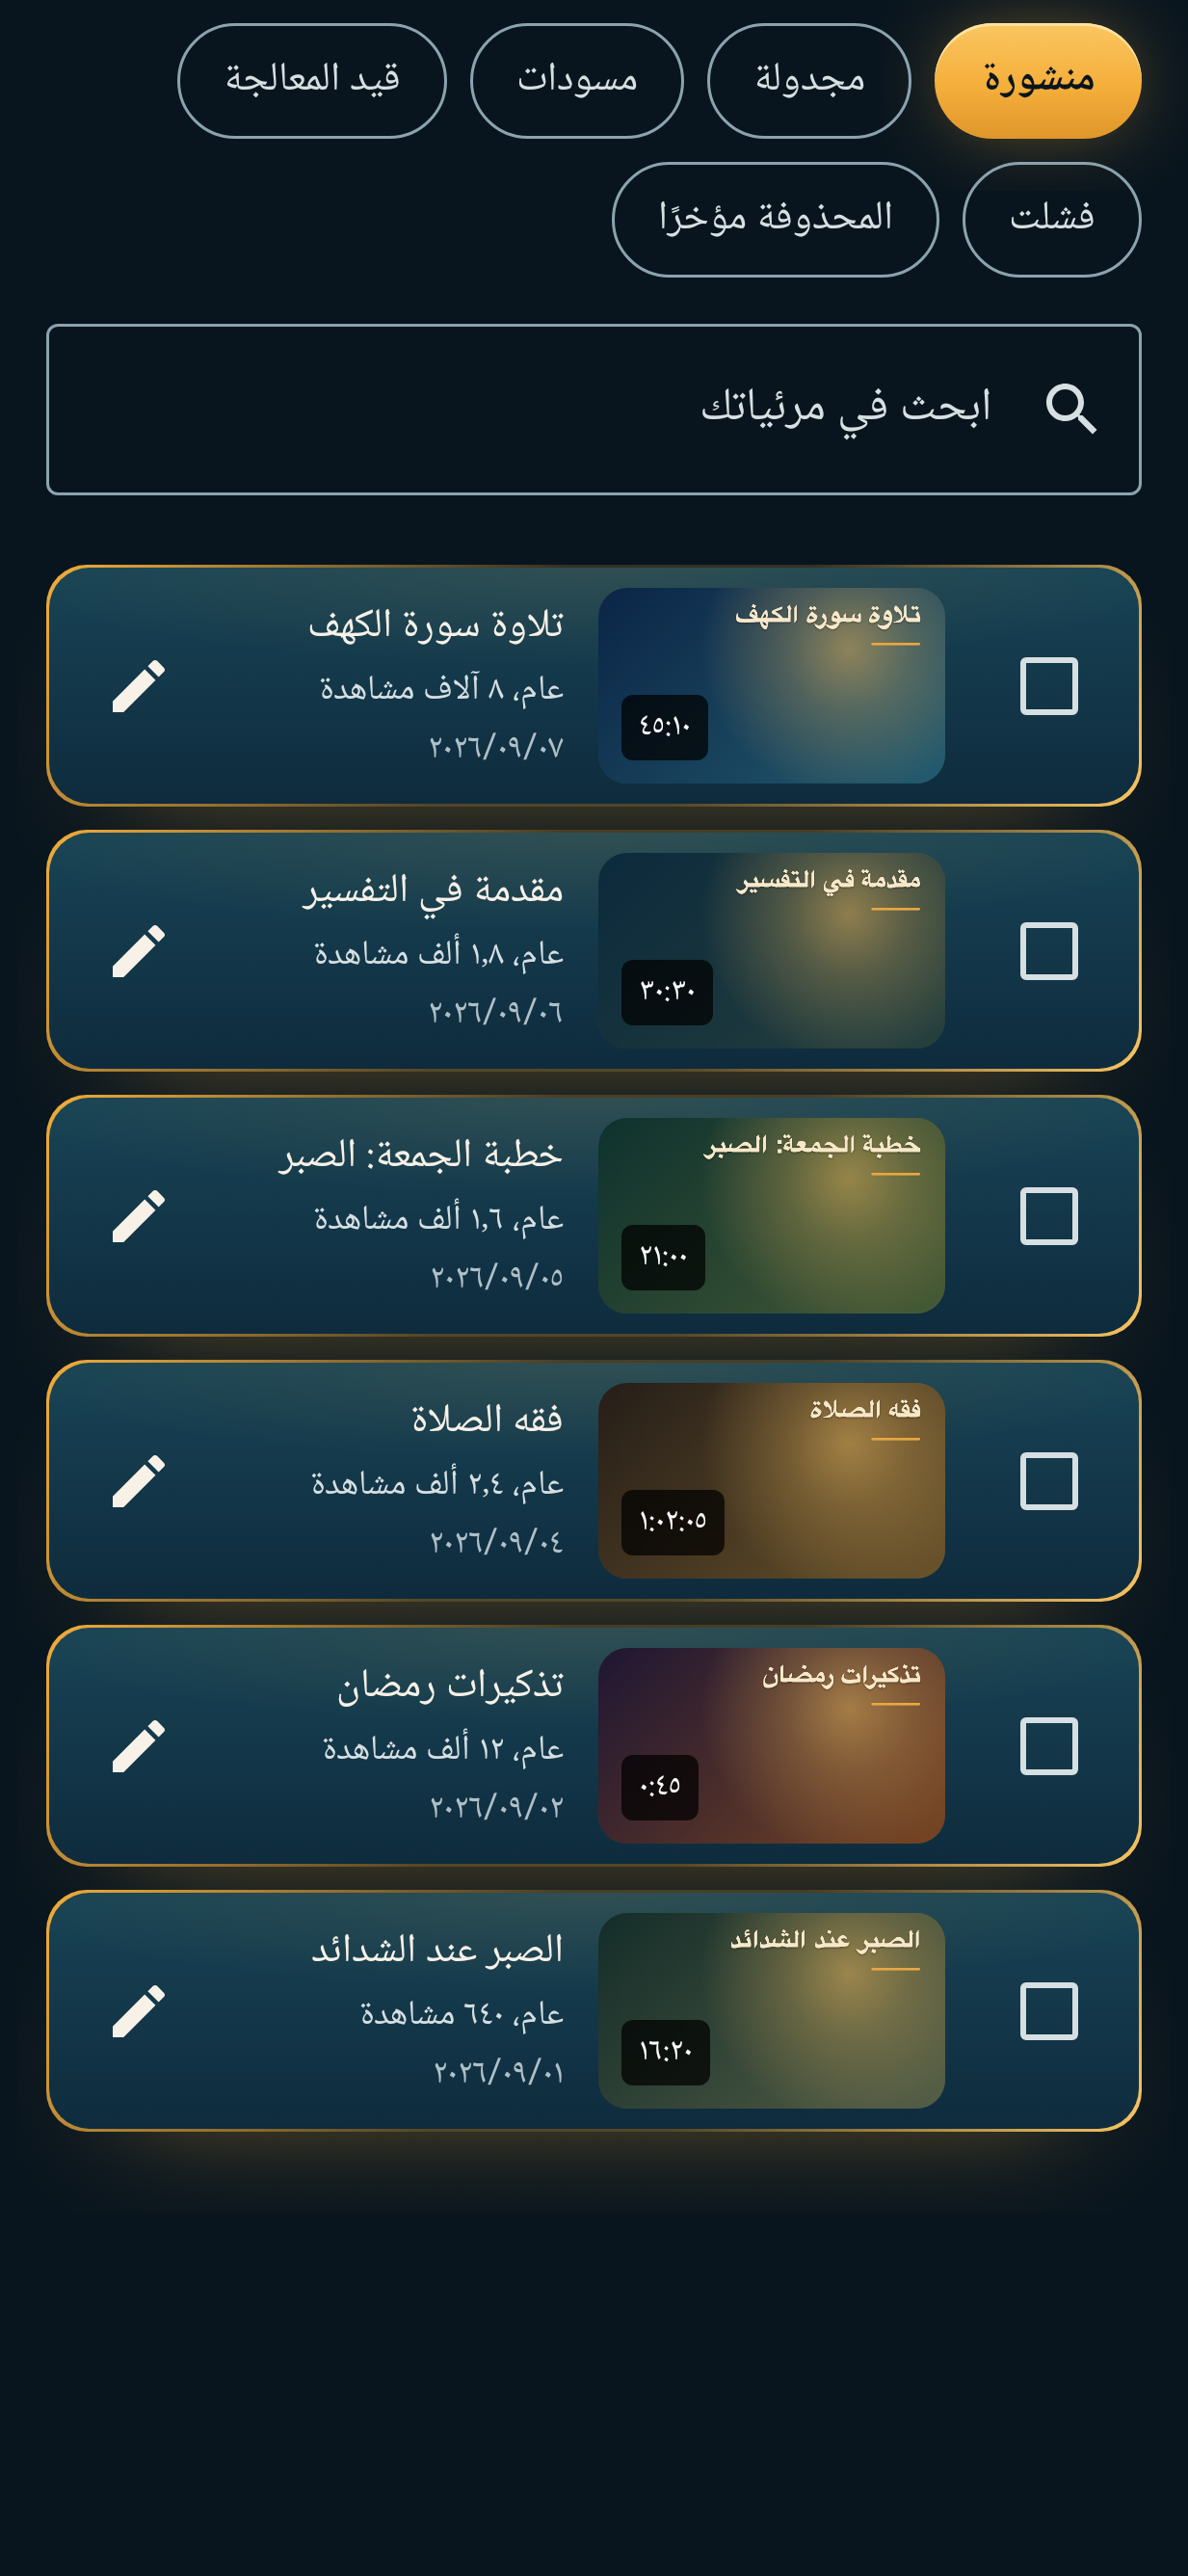 منشورة
مجدولة
مسودات
قيد المعالجة
فشلت
المحذوفة مؤخرًا
ابحث في مرئياتك
تلاوة سورة الكهف
٤٥:١٠
تلاوة سورة الكهف
عام، ٨ آلاف مشاهدة
٢٠٢٦/٠٩/٠٧
مقدمة في التفسير
٣٠:٣٠
مقدمة في التفسير
عام، ١٫٨ ألف مشاهدة
٢٠٢٦/٠٩/٠٦
خطبة الجمعة: الصبر
٢١:٠٠
خطبة الجمعة: الصبر
عام، ١٫٦ ألف مشاهدة
٢٠٢٦/٠٩/٠٥
فقه الصلاة
١:٠٢:٠٥
فقه الصلاة
عام، ٢٫٤ ألف مشاهدة
٢٠٢٦/٠٩/٠٤
تذكيرات رمضان
٠:٤٥
تذكيرات رمضان
عام، ١٢ ألف مشاهدة
٢٠٢٦/٠٩/٠٢
الصبر عند الشدائد
١٦:٢٠
الصبر عند الشدائد
عام، ٦٤٠ مشاهدة
٢٠٢٦/٠٩/٠١